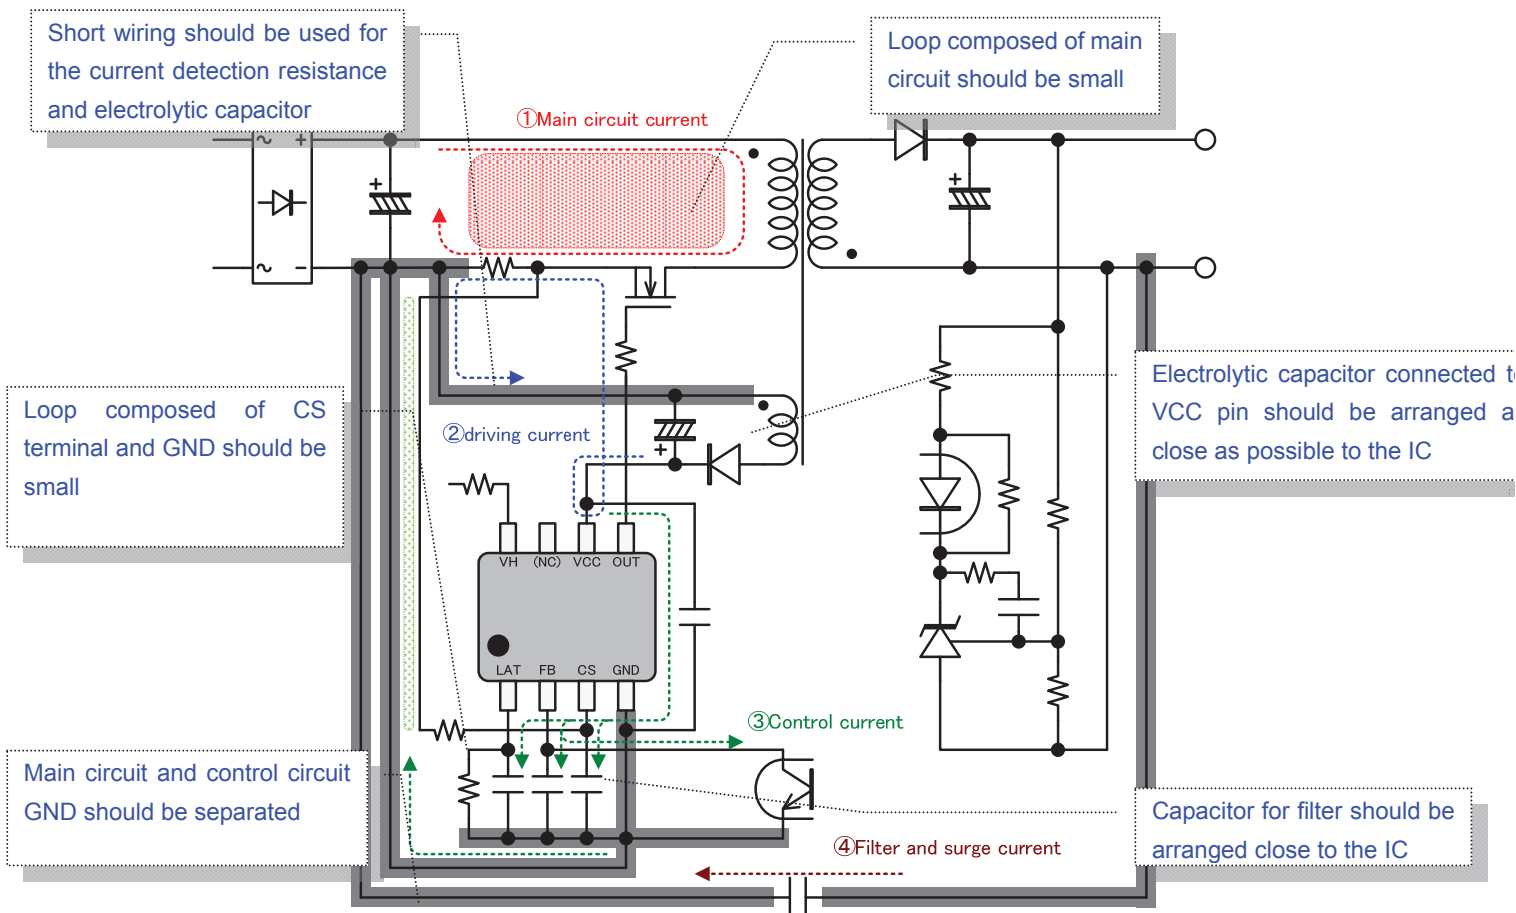 Short wiring should be used for
the current detection resistance
and electrolytic capacitor
Loop composed of main
circuit should be small
①Main circuit current
~ +
+
+
~ −
Loop composed of CS
terminal and GND should be
small
②driving current
+
Electrolytic capacitor connected
VCC pin should be arranged
close as possible to the IC
VH (NC) VCC OUT
LAT FB CS GND
③Control current
Main circuit and control circuit
GND should be separated
④Filter and surge current
Capacitor for filter should be
arranged close to the IC